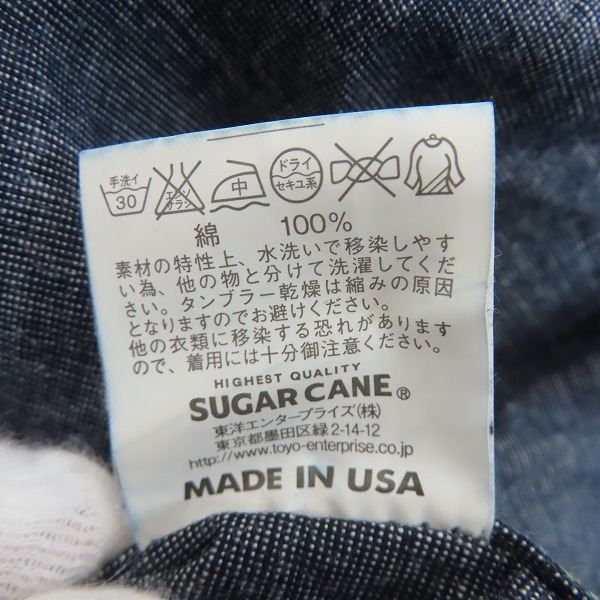 手洗イ 30 エンソ サラシ 中 ドライ セキユ系
綿 100%
素材の特性上、水洗いで移染しやす
い為、他の物と分けて洗濯してくだ
さい。タンブラー乾燥は縮みの原因
となりますのでお避けください。
他の衣類に移染する恐れがあります
ので、着用には十分御注意ください。
HIGHEST QUALITY
SUGAR CANE®
東洋エンタープライズ(株)
東京都墨田区緑2-14-12
http://www.toyo-enterprise.co.jp
MADE IN USA